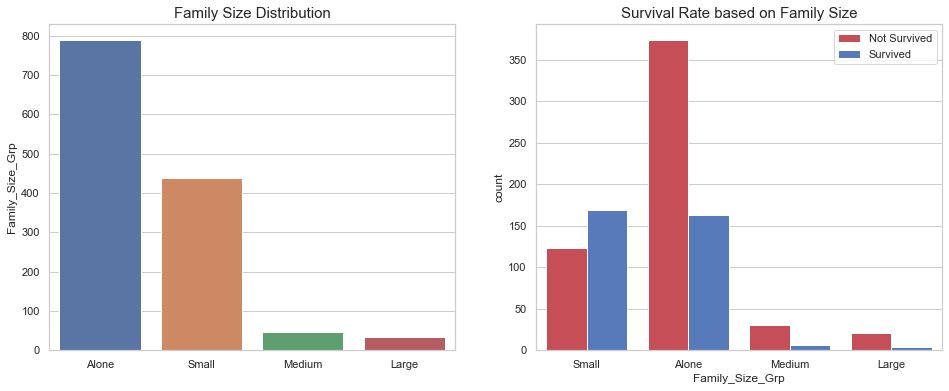 Family Size Distribution
800
700
600
500
400
300
200
100
0
Family_Size_Grp
Alone Small Medium Large
Survival Rate based on Family Size
Not Survived
Survived
350
300
250
200
150
100
50
0
count
Small Alone Medium Large
Family_Size_Grp